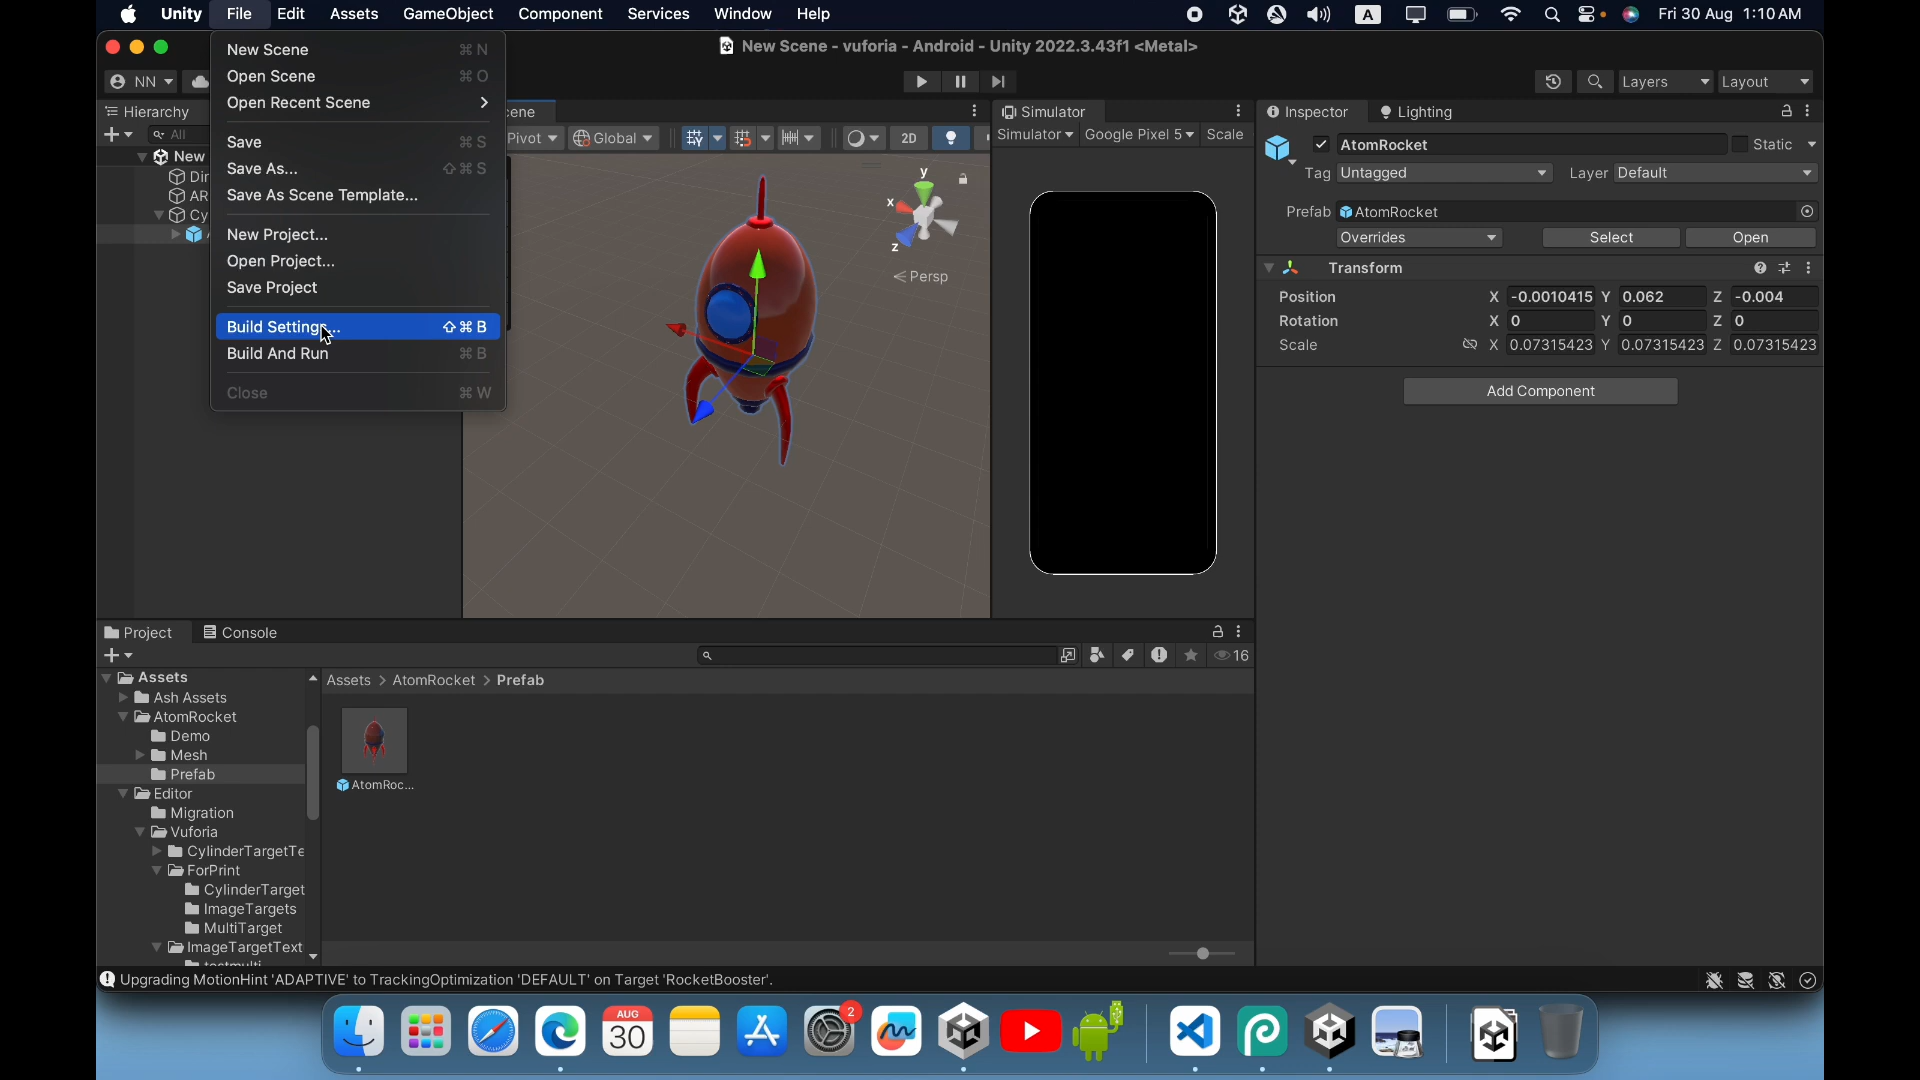 Unity File Edit Assets GameObject Component Services Window Help A Fri 30 Aug 1:10 AM
New Scene - vuforia - Android - Unity 2022.3.43f1 <Metal>
NN Layers Layout
New Scene ⌘ N
Open Scene ⌘ O
Open Recent Scene
Save ⌘ S
Save As... ⇧ ⌘ S
Save As Scene Template...
New Project...
Open Project...
Save Project
Build Settings... ⇧ ⌘ B
Build And Run ⌘ B
Close ⌘ W
Hierarchy
All
New
Dir
AR
Cy
cene
Pivot Global 2D
y
x
z
< Persp
Simulator
Simulator Google Pixel 5 Scale
Inspector Lighting
AtomRocket Static
Tag Untagged Layer Default
Prefab AtomRocket
Overrides Select Open
Transform
Position X -0.0010415 Y 0.062 Z -0.004
Rotation X 0 Y 0 Z 0
Scale X 0.07315423 Y 0.07315423 Z 0.07315423
Add Component
Project Console
16
Assets
Ash Assets
AtomRocket
Demo
Mesh
Prefab
Editor
Migration
Vuforia
CylinderTargetTe
ForPrint
CylinderTarget
ImageTargets
MultiTarget
ImageTargetText
Assets > AtomRocket > Prefab
AtomRoc...
Upgrading MotionHint 'ADAPTIVE' to TrackingOptimization 'DEFAULT' on Target 'RocketBooster'.
AUG
30
2